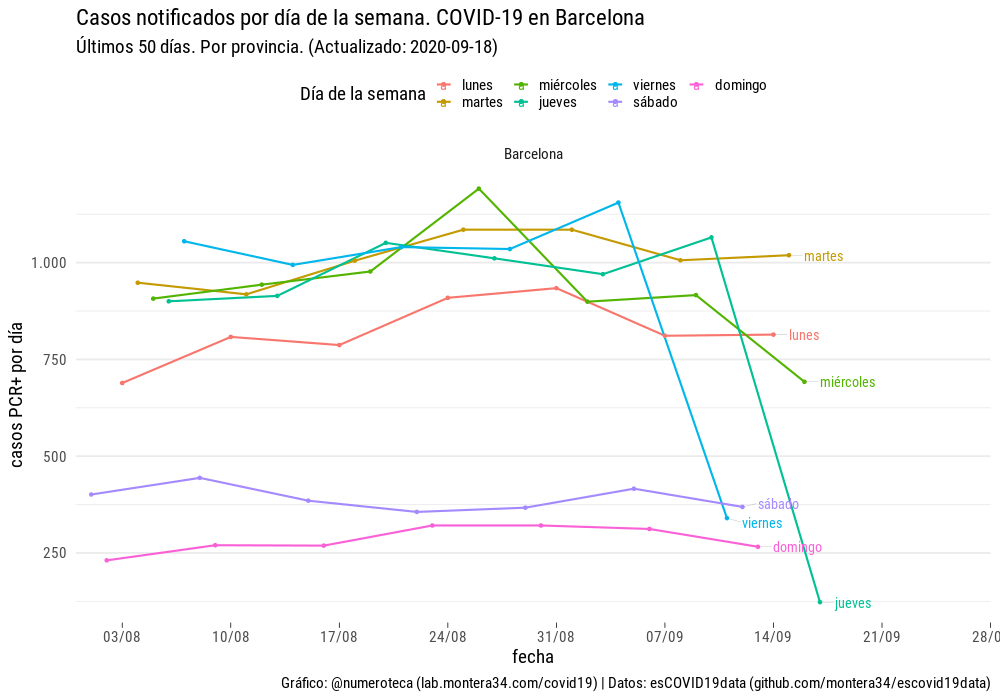 Casos notificados por día de la semana. COVID-19 en Barcelona
Últimos 50 días. Por provincia. (Actualizado: 2020-09-18)
Día de la semana
lunes miércoles viernes domingo
martes jueves sábado
Barcelona
casos PCR+ por día
1.000
750
500
250
martes
lunes
miércoles
sábado
viernes
domingo
jueves
03/08 10/08 17/08 24/08 31/08 07/09 14/09 21/09 28/0
fecha
Gráfico: @numeroteca (lab.montera34.com/covid19) | Datos: esCOVID19data (github.com/montera34/escovid19data)